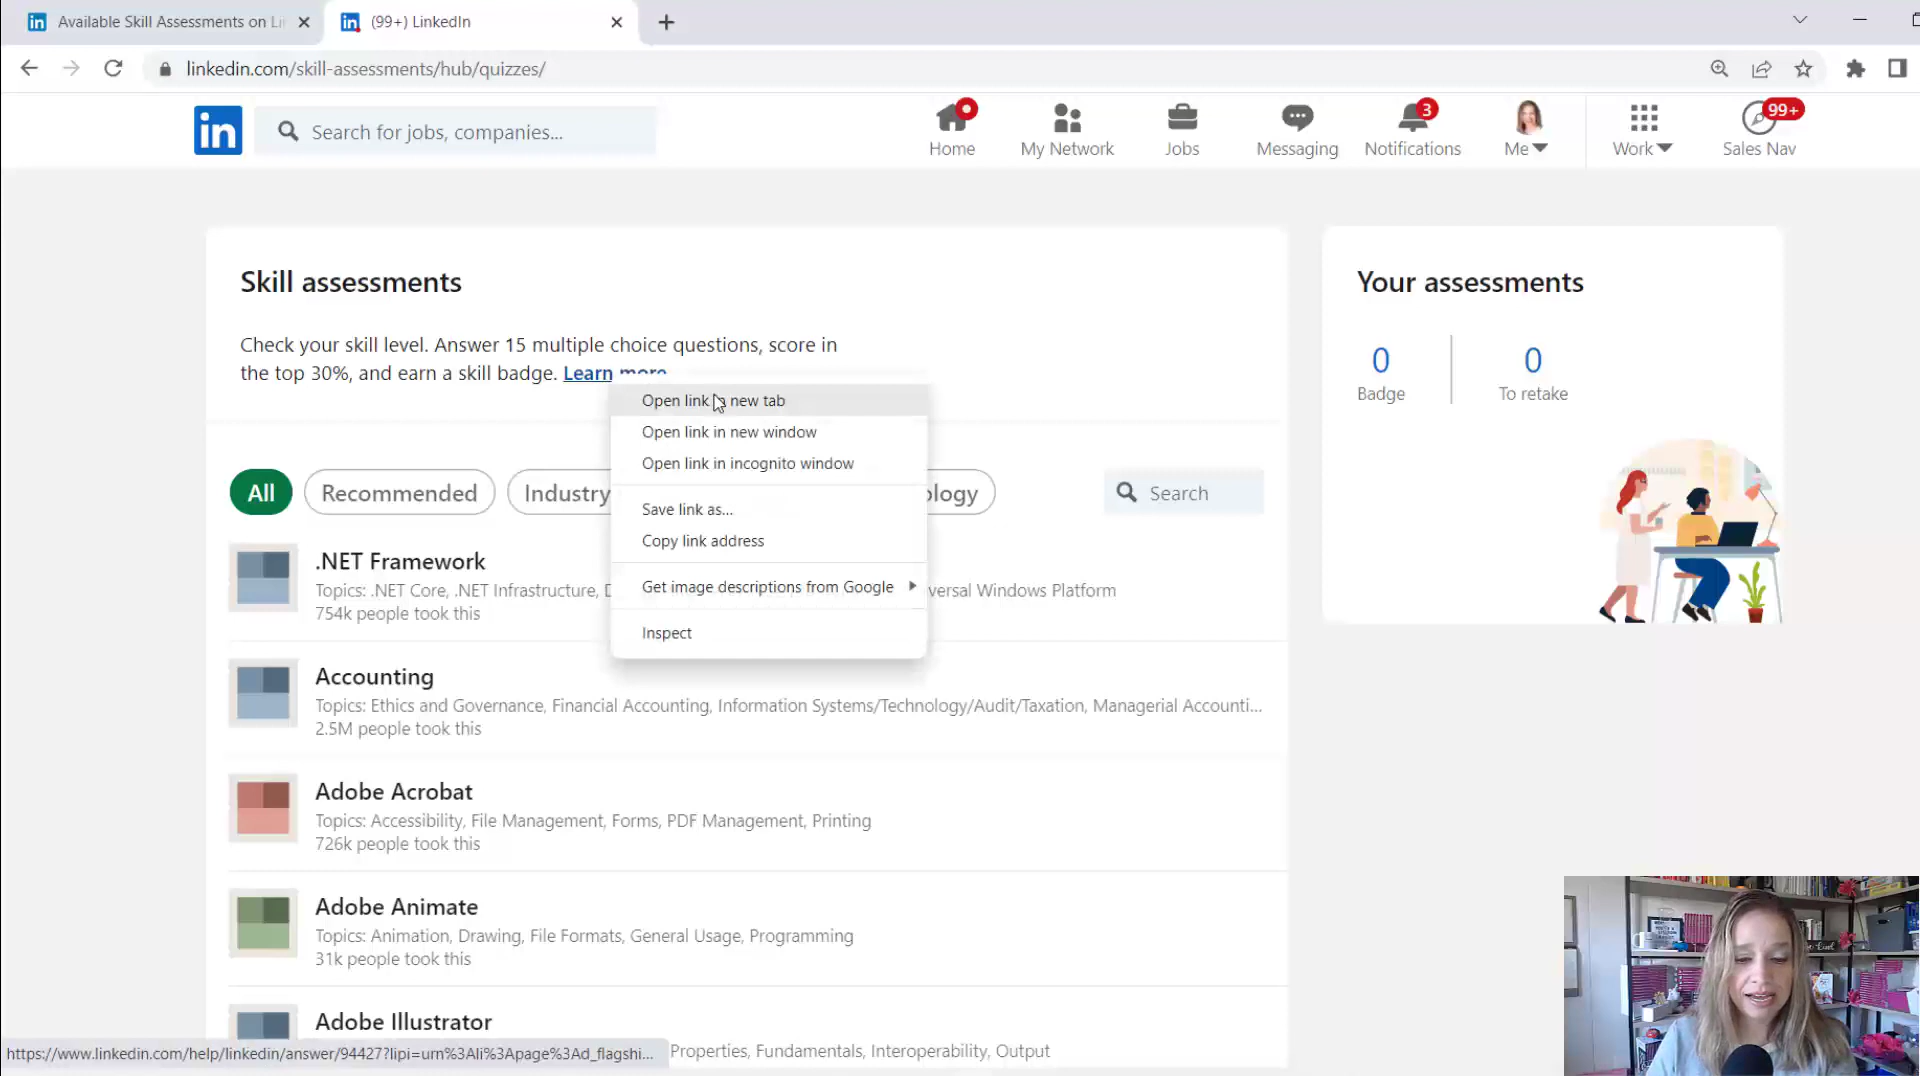 Available Skill Assessments on Li
(99+) LinkedIn
linkedin.com/skill-assessments/hub/quizzes/
in
Search for jobs, companies...
Home
My Network
Jobs
Messaging
3
Notifications
Me
Work
99+
Sales Nav
Skill assessments
Check your skill level. Answer 15 multiple choice questions, score in
the top 30%, and earn a skill badge. Learn more
Your assessments
0
Badge
0
To retake
Open link in new tab
Open link in new window
Open link in incognito window
Save link as...
Copy link address
Get image descriptions from Google
Inspect
All
Recommended
Industry
ology
Search
.NET Framework
Topics: .NET Core, .NET Infrastructure, D
versal Windows Platform
754k people took this
Accounting
Topics: Ethics and Governance, Financial Accounting, Information Systems/Technology/Audit/Taxation, Managerial Accounti...
2.5M people took this
Adobe Acrobat
Topics: Accessibility, File Management, Forms, PDF Management, Printing
726k people took this
Adobe Animate
Topics: Animation, Drawing, File Formats, General Usage, Programming
31k people took this
Adobe Illustrator
Properties, Fundamentals, Interoperability, Output
https://www.linkedin.com/help/linkedin/answer/94427?lipi=urn%3Ali%3Apage%3Ad_flagshi...